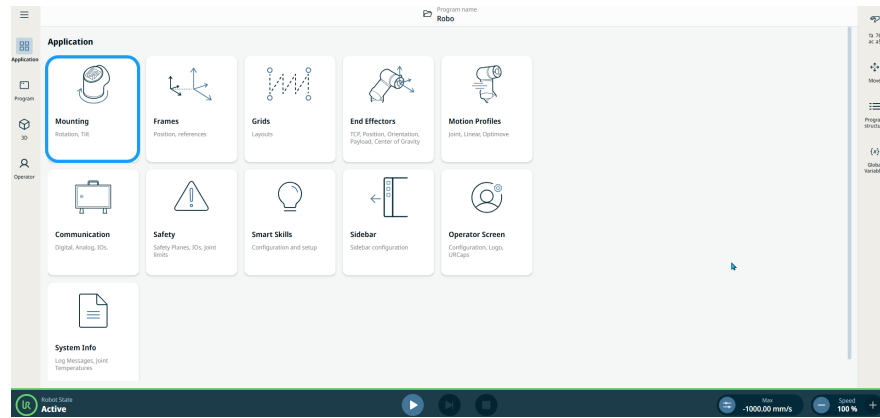 Program name
Robo
Application
Application
Program
3D
Operator
Mounting
Rotation, Tilt
Frames
Position, references
Grids
Layouts
End Effectors
TCP, Position, Orientation,
Payload, Center of Gravity
Motion Profiles
Joint, Linear, Optimove
Communication
Digital, Analog, IOs,
Safety
Safety Planes, IOs, Joint
limits
Smart Skills
Configuration and setup
Sidebar
Sidebar configuration
Operator Screen
Configuration, Logo,
URCaps
System Info
Log Messages, Joint
Temperatures
Move
{x}
Robot State
Active
Max
-1000.00 mm/s
Speed
100 %